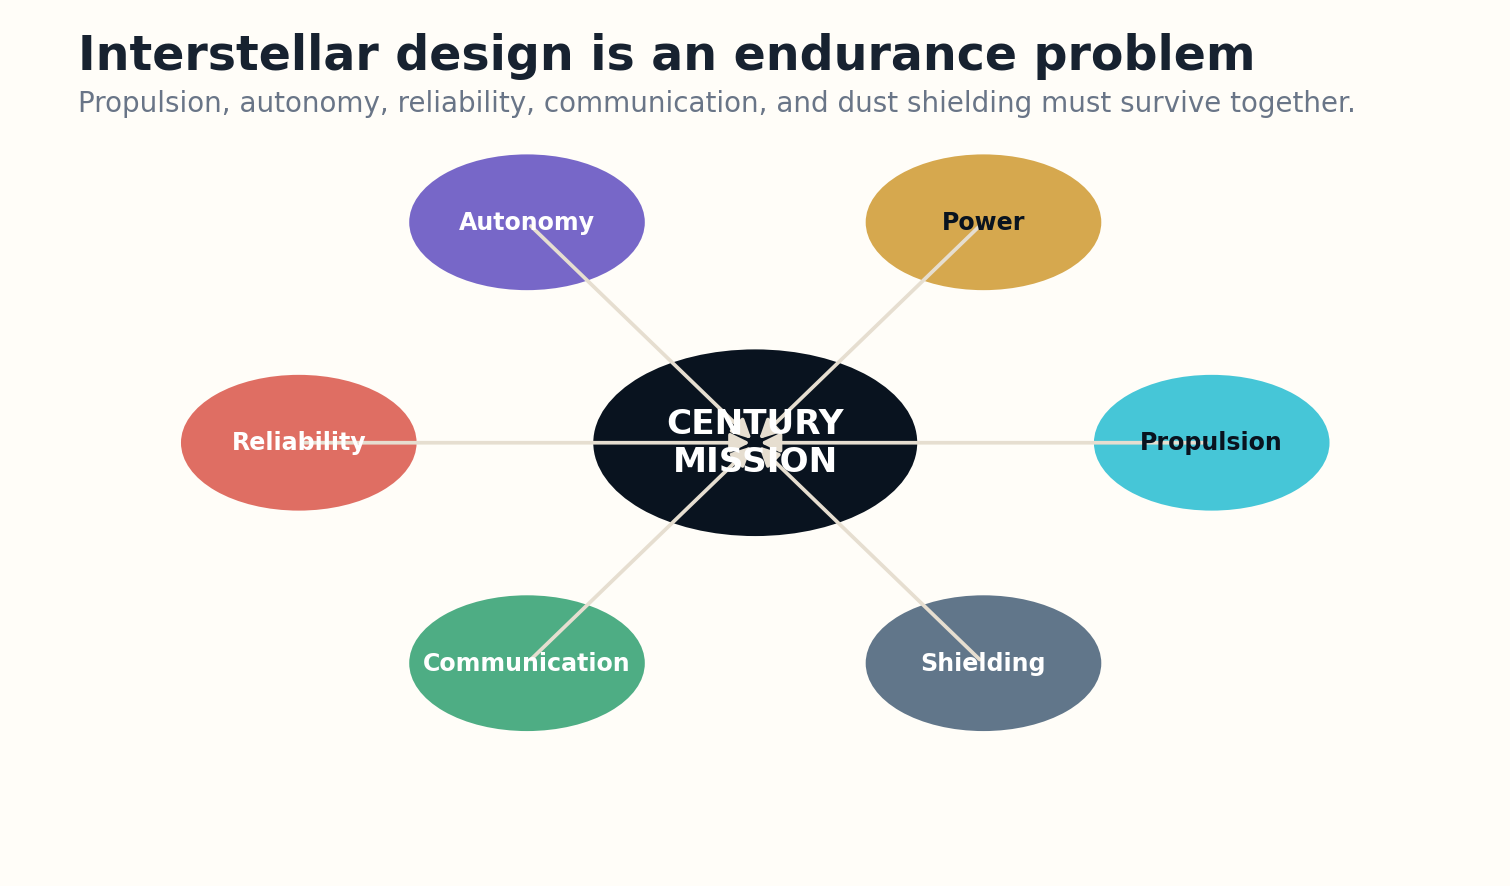 Interstellar design is an endurance problem
Propulsion, autonomy, reliability, communication, and dust shielding must survive together.
Autonomy
Power
Reliability
CENTURY
MISSION
Propulsion
Communication
Shielding